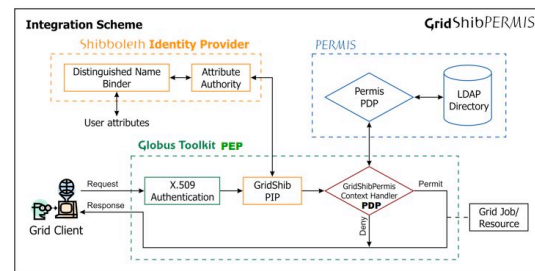 Integration Scheme
GridShibPERMIS
Shibboleth Identity Provider
PERMIS
Distinguished Name
Binder
Attribute
Authority
Permis
PDP
LDAP
Directory
User attributes
Globus Toolkit PEP
Request
Response
Grid Client
X.509
Authentication
GridShib
PIP
GridShibPermis
Context Handler
PDP
Permit
Deny
Grid Job/
Resource